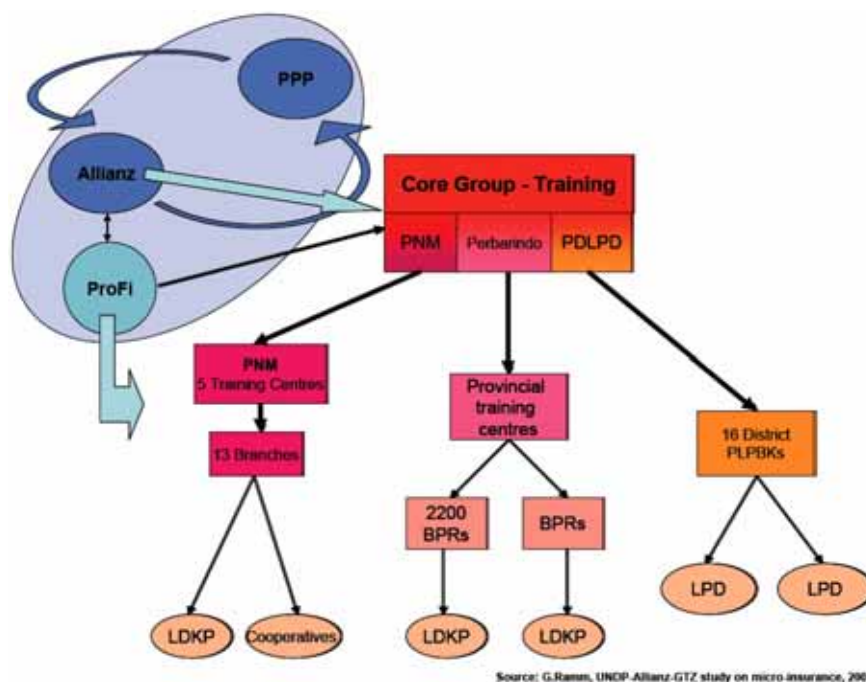 PPP
Allianz
ProFi
Core Group - Training
PNM
Perbarindo
PDLPD
PNM
5 Training Centres
13 Branches
Provincial
training
centres
16 District
PLPBKs
2200
BPRs
BPRs
LPD
LPD
LDKP
Cooperatives
LDKP
LDKP
Source: G.Ramm, UNDP-Allianz-GTZ study on micro-insurance,